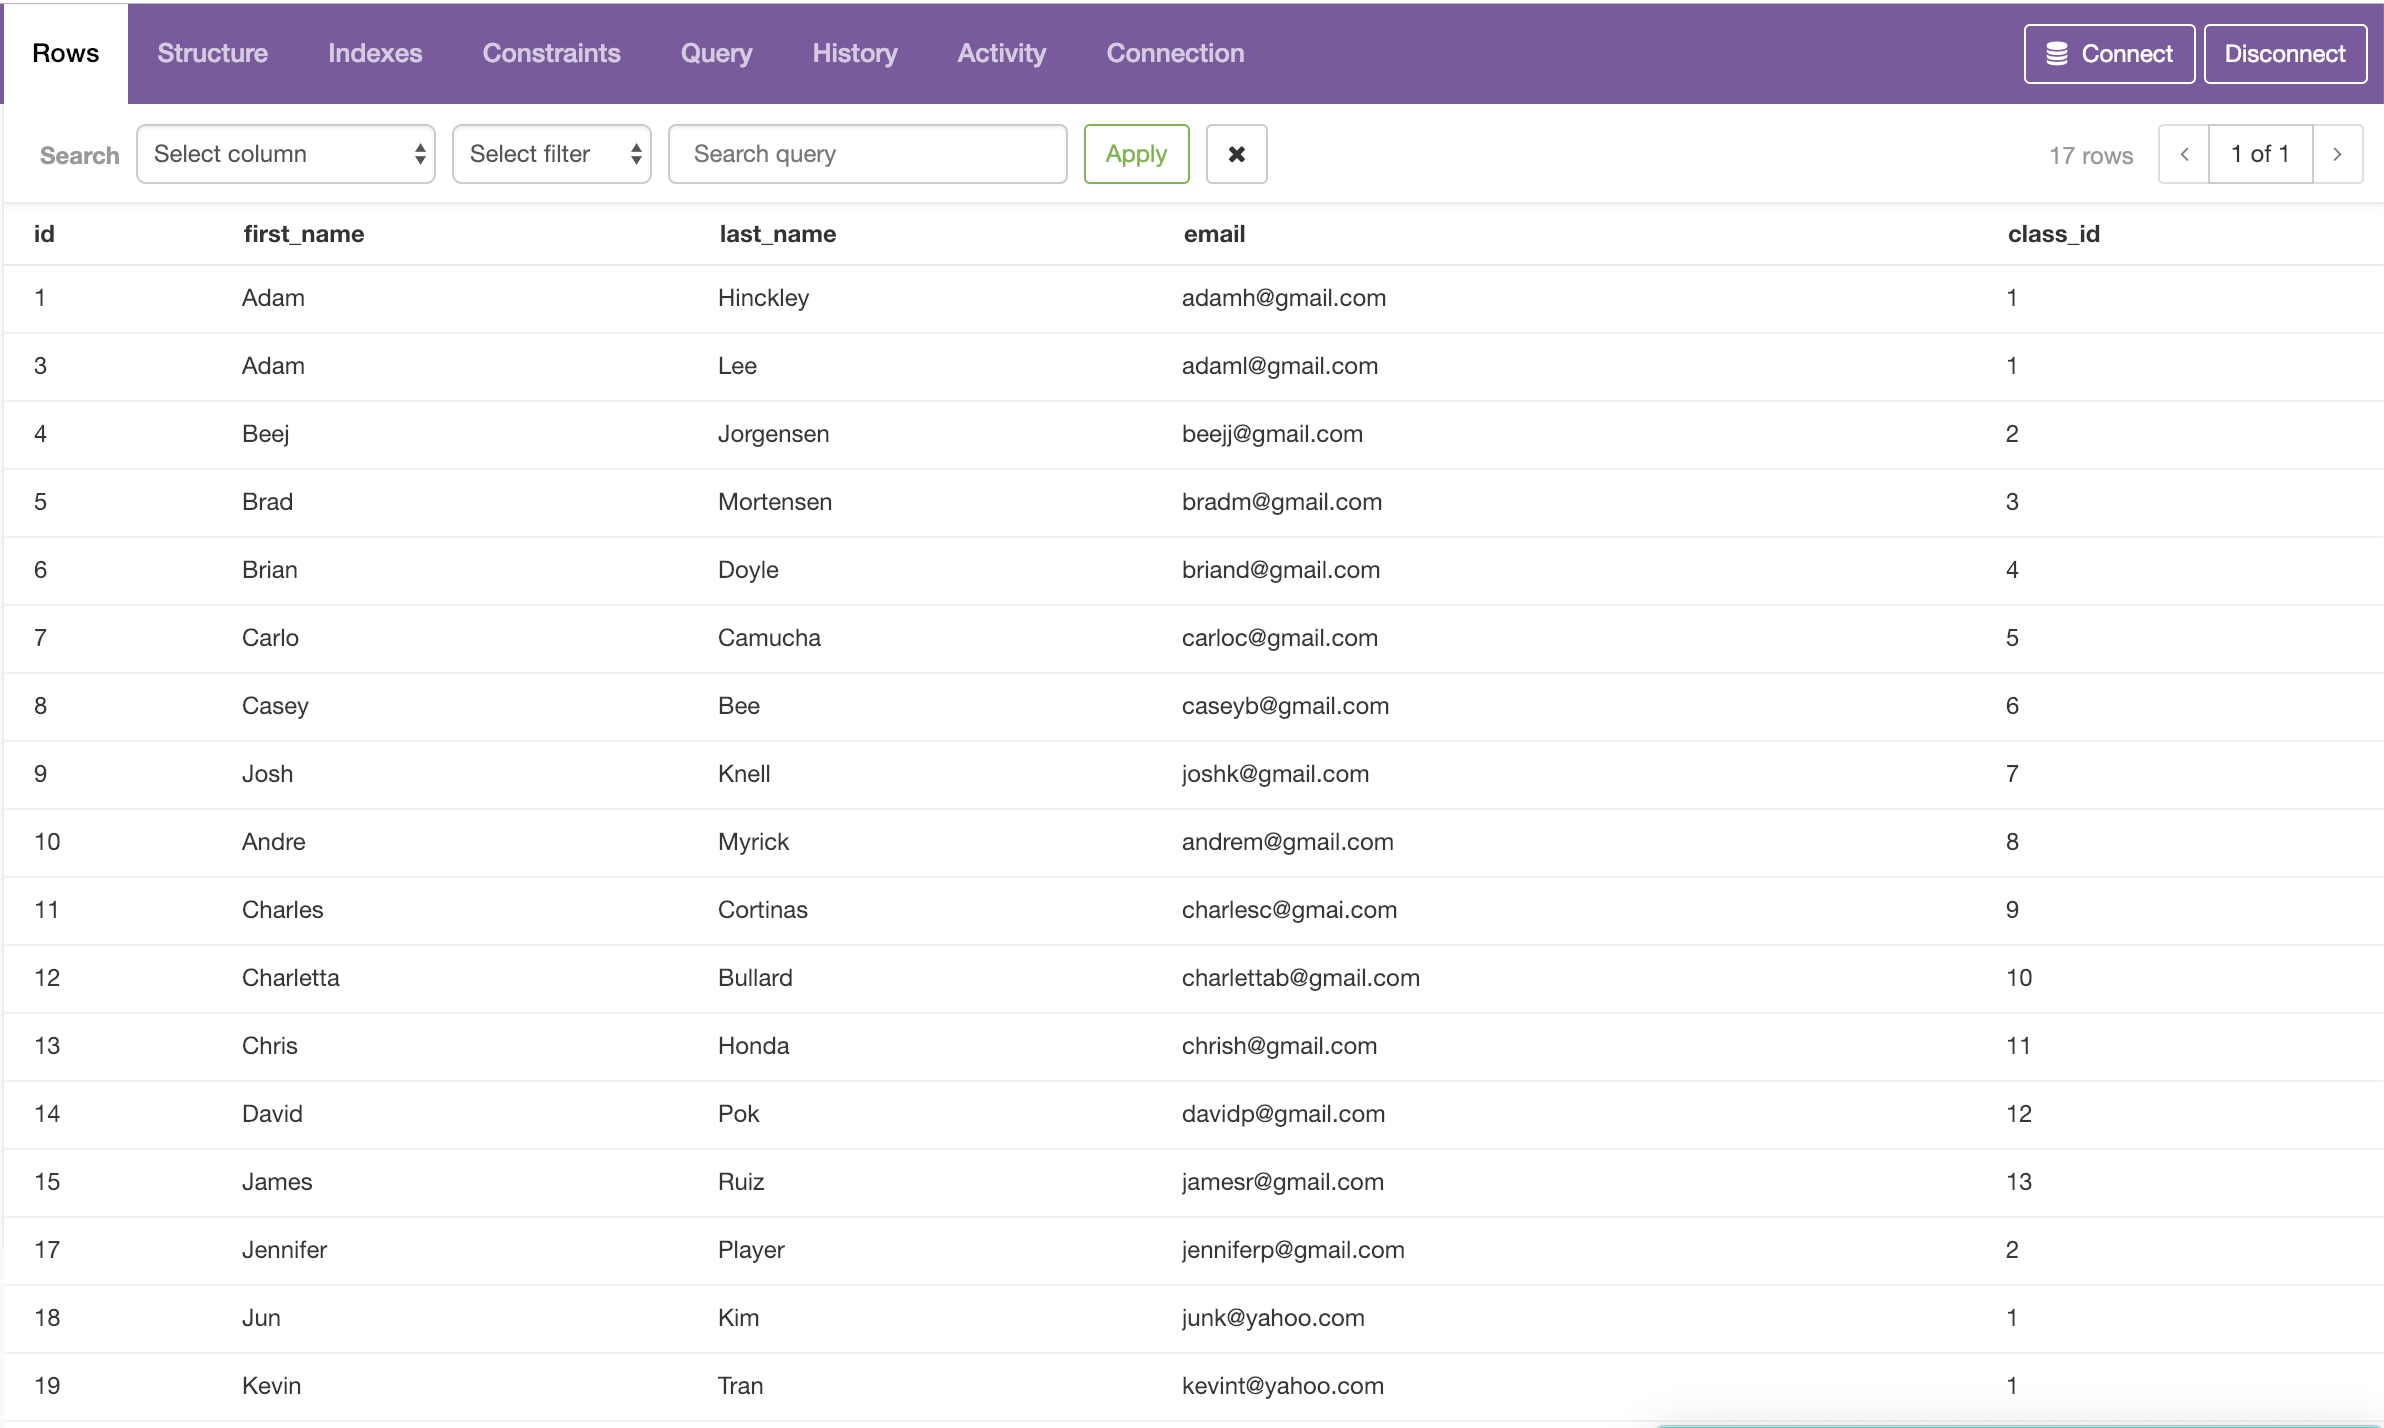 Rows Structure Indexes Constraints Query History Activity Connection Connect Disconnect
Search Select column Select filter Search query Apply ✖ 17 rows < 1 of 1 >
id first_name last_name email class_id
1 Adam Hinckley adamh@gmail.com 1
3 Adam Lee adaml@gmail.com 1
4 Beej Jorgensen beejj@gmail.com 2
5 Brad Mortensen bradm@gmail.com 3
6 Brian Doyle briand@gmail.com 4
7 Carlo Camucha carloc@gmail.com 5
8 Casey Bee caseyb@gmail.com 6
9 Josh Knell joshk@gmail.com 7
10 Andre Myrick andrem@gmail.com 8
11 Charles Cortinas charlesc@gmai.com 9
12 Charletta Bullard charlettab@gmail.com 10
13 Chris Honda chrish@gmail.com 11
14 David Pok davidp@gmail.com 12
15 James Ruiz jamesr@gmail.com 13
17 Jennifer Player jenniferp@gmail.com 2
18 Jun Kim junk@yahoo.com 1
19 Kevin Tran kevint@yahoo.com 1